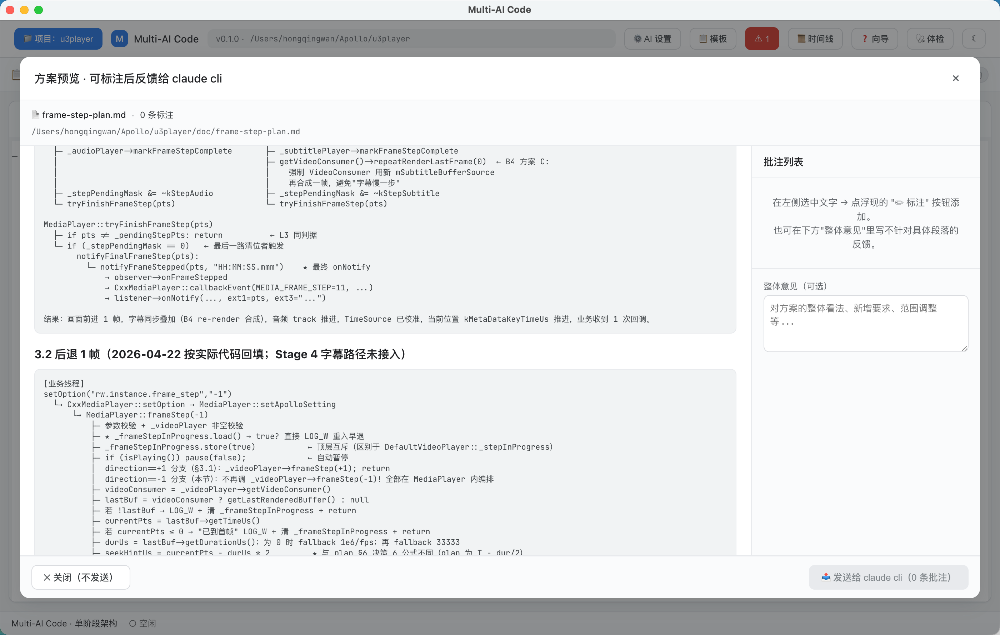 Multi-AI Code
项目：u3player
M
Multi-AI Code
v0.1.0 · /Users/hongqingwan/Apollo/u3player
AI 设置
模板
⚠ 1
时间线
? 向导
体检
方案预览 · 可标注后反馈给 claude cli
×
frame-step-plan.md · 0 条标注
/Users/hongqingwan/Apollo/u3player/doc/frame-step-plan.md
├─ _audioPlayer->markFrameStepComplete ├─ _subtitlePlayer->markFrameStepComplete
│ ├─ getVideoConsumer()->repeatRenderLastFrame(0) ← B4 方案 C:
│ │ 强制 VideoConsumer 用新 mSubtitleBufferSource
│ │ 再合成一帧，避免"字幕慢一步"
├─ _stepPendingMask &= ~kStepAudio ├─ _stepPendingMask &= ~kStepSubtitle
└─ tryFinishFrameStep(pts) └─ tryFinishFrameStep(pts)
MediaPlayer::tryFinishFrameStep(pts)
├─ if pts != _pendingStepPts: return ← L3 同判据
└─ if (_stepPendingMask == 0) ← 最后一路清位者触发
notifyFinalFrameStep(pts):
└─ notifyFrameStepped(pts, "HH:MM:SS.mmm") ★ 最终 onNotify
→ observer->onFrameStepped
→ CxxMediaPlayer::callbackEvent(MEDIA_FRAME_STEP=11, ...)
→ listener->onNotify(..., ext1=pts, ext3="...")
结果：画面前进 1 帧，字幕同步叠加（B4 re-render 合成），音频 track 推进，TimeSource 已校准，当前位置 kMetaDataKeyTimeUs 推进，业务收到 1 次回调。
3.2 后退 1 帧（2026-04-22 按实际代码回填；Stage 4 字幕路径未接入）
[业务线程]
setOption("rw.instance.frame_step","-1")
└→ CxxMediaPlayer::setOption → MediaPlayer::setApolloSetting
└→ MediaPlayer::frameStep(-1)
├─ 参数校验 + _videoPlayer 非空校验
├─ ★ _frameStepInProgress.load() → true? 直接 LOG_W 重入早退
├─ _frameStepInProgress.store(true) ← 顶层互斥（区别于 DefaultVideoPlayer::_stepInProgress）
├─ if (isPlaying()) pause(false); ← 自动暂停
│ direction==+1 分支（§3.1）：_videoPlayer->frameStep(+1); return
│ direction==-1 分支（本节）：不再调 _videoPlayer->frameStep(-1)！全部在 MediaPlayer 内编排
├─ videoConsumer = _videoPlayer->getVideoConsumer()
├─ lastBuf = videoConsumer ? getLastRenderedBuffer() : null
├─ 若 !lastBuf → LOG_W + 清 _frameStepInProgress + return
├─ currentPts = lastBuf->getTimeUs()
├─ 若 currentPts ≤ 0 → "已到首帧" LOG_W + 清 _frameStepInProgress + return
├─ durUs = lastBuf->getDurationUs()；为 0 时 fallback 1e6/fps；再 fallback 33333
├─ seekHintUs = currentPts - durUs * 2 ★ 与 plan §6 决策 6 公式不同（plan 为 T - dur/2）
批注列表
在左侧选中文字 → 点浮现的 "✏ 标注" 按钮添
加。
也可在下方"整体意见"里写不针对具体段落的
反馈。
整体意见（可选）
对方案的整体看法、新增要求、范围调整
等 ...
× 关闭（不发送）
发送给 claude cli（0 条批注）
Multi-AI Code · 单阶段架构 ○ 空闲